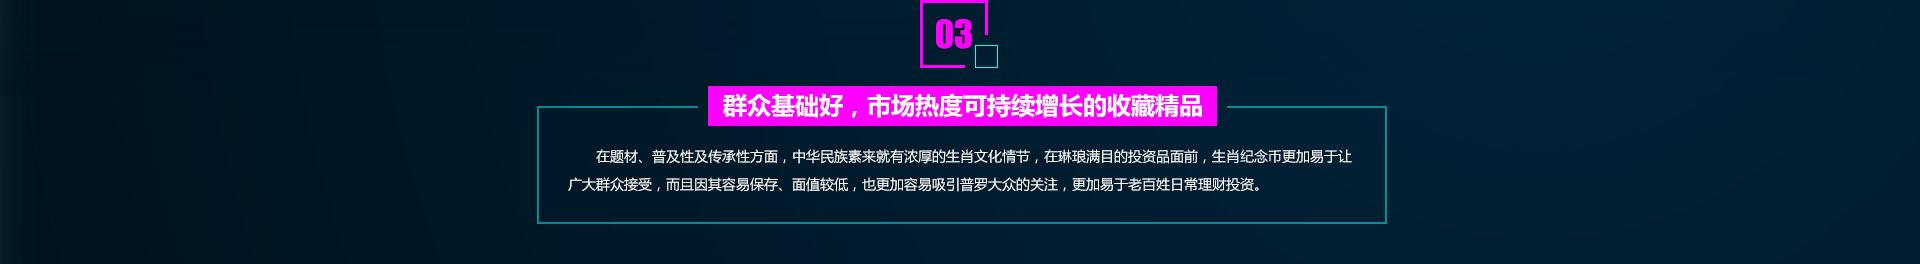 03
群众基础好，市场热度可持续增长的收藏精品
在题材、普及性及传承性方面，中华民族素来就有浓厚的生肖文化情节，在琳琅满目的投资品面前，生肖纪念币更加易于让
广大群众接受，而且因其容易保存、面值较低，也更加容易吸引普罗大众的关注，更加易于老百姓日常理财投资。